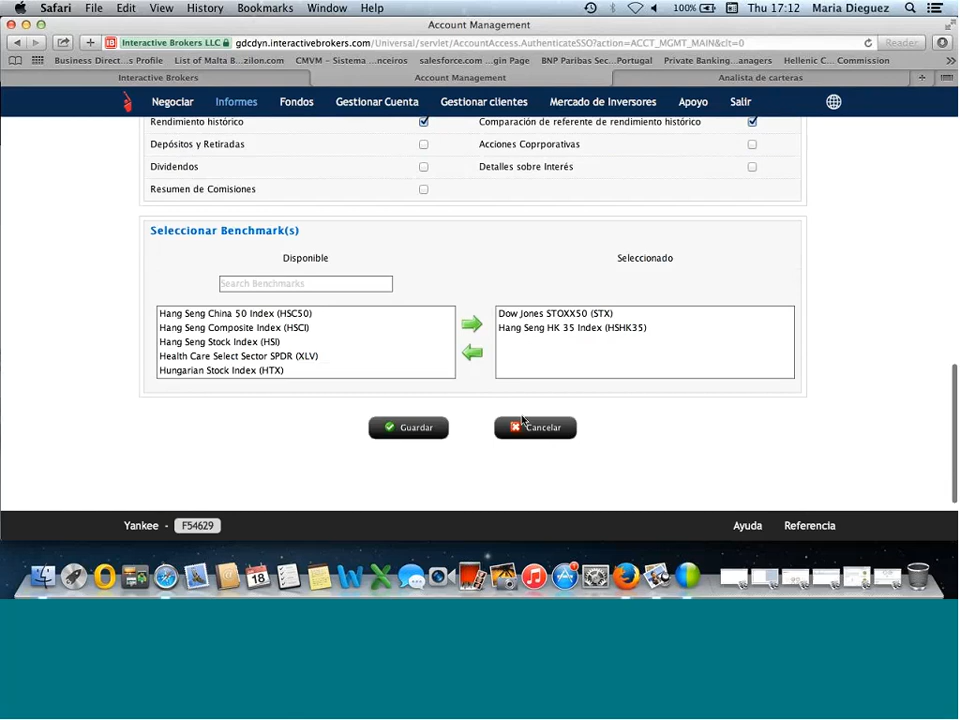 Safari File Edit View History Bookmarks Window Help 100% Thu 17:12 Maria Dieguez
Account Management
Interactive Brokers LLC gdcdyn.interactivebrokers.com/Universal/servlet/AccountAccess.AuthenticateSSO?action=ACCT_MGMT_MAIN&clt=0 Reader
Business Direct...s Profile List of Malta B...zilon.com CMVM - Sistema ...nceiros salesforce.com ...gin Page BNP Paribas Sec...Portugal Private Banking...anagers Hellenic C... Commission
Interactive Brokers Account Management Analista de carteras
Negociar Informes Fondos Gestionar Cuenta Gestionar clientes Mercado de Inversores Apoyo Salir
Rendimiento histórico Comparación de referente de rendimiento histórico
Depósitos y Retiradas Acciones Coprporativas
Dividendos Detalles sobre Interés
Resumen de Comisiones
Seleccionar Benchmark(s)
Disponible Seleccionado
Search Benchmarks
Hang Seng China 50 Index (HSC50) Dow Jones STOXX50 (STX)
Hang Seng Composite Index (HSCI) Hang Seng HK 35 Index (HSHK35)
Hang Seng Stock Index (HSI)
Health Care Select Sector SPDR (XLV)
Hungarian Stock Index (HTX)
Guardar Cancelar
Yankee - F54629 Ayuda Referencia